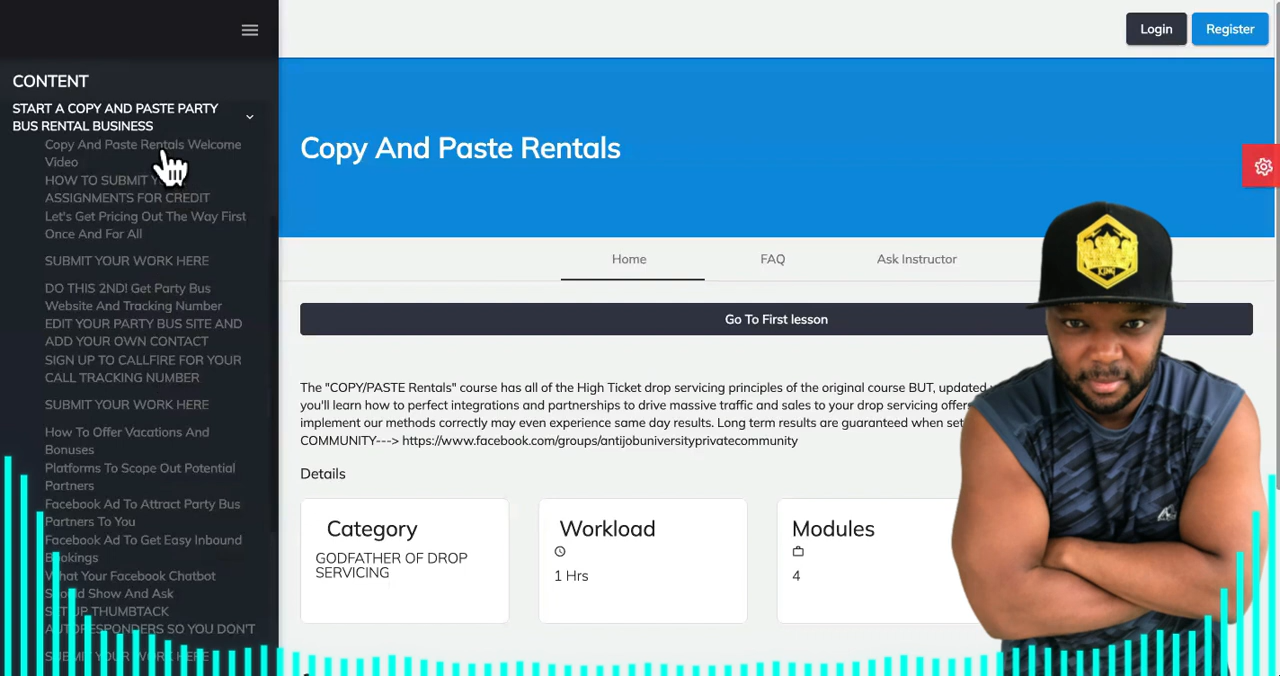 Login
Register
CONTENT
START A COPY AND PASTE PARTY
BUS RENTAL BUSINESS
Copy And Paste Rentals Welcome
Video
HOW TO SUBMIT
ASSIGNMENTS FOR CREDIT
Let's Get Pricing Out The Way First
Once And For All
SUBMIT YOUR WORK HERE
DO THIS 2ND! Get Party Bus
Website And Tracking Number
EDIT YOUR PARTY BUS SITE AND
ADD YOUR OWN CONTACT
SIGN UP TO CALLFIRE FOR YOUR
CALL TRACKING NUMBER
SUBMIT YOUR WORK HERE
How To Offer Vacations And
Bonuses
Platforms To Scope Out Potential
Partners
Facebook Ad To Attract Party Bus
Partners To You
Facebook Ad To Get Easy Inbound
Bookings
What Your Facebook Chatbot
Should Show And Ask
SET UP THUMBTACK
AUTORESPONDERS SO YOU DON'T
SUBMIT YOUR WORK HERE
Copy And Paste Rentals
Home
FAQ
Ask Instructor
Go To First lesson
The "COPY/PASTE Rentals" course has all of the High Ticket drop servicing principles of the original course BUT, updated
you'll learn how to perfect integrations and partnerships to drive massive traffic and sales to your drop servicing offers
implement our methods correctly may even experience same day results. Long term results are guaranteed when
COMMUNITY---> https://www.facebook.com/groups/antijobuniversityprivatecommunity
Details
Category
GODFATHER OF DROP
SERVICING
Workload
1 Hrs
Modules
4
KING